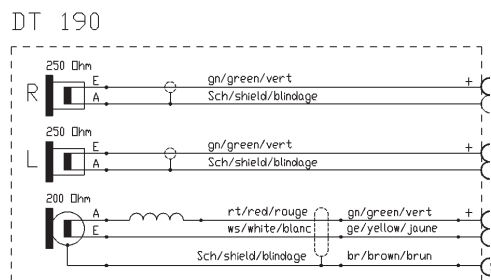 DT 190
250 Ohm
R
E
gn/green/vert
+
A
Sch/shield/blindage
250 Ohm
L
E
gn/green/vert
+
A
Sch/shield/blindage
200 Ohm
A
rt/red/rouge
gn/green/vert
+
E
ws/white/blanc
ge/yellow/jaune
Sch/shield/blindage
br/brown/brun